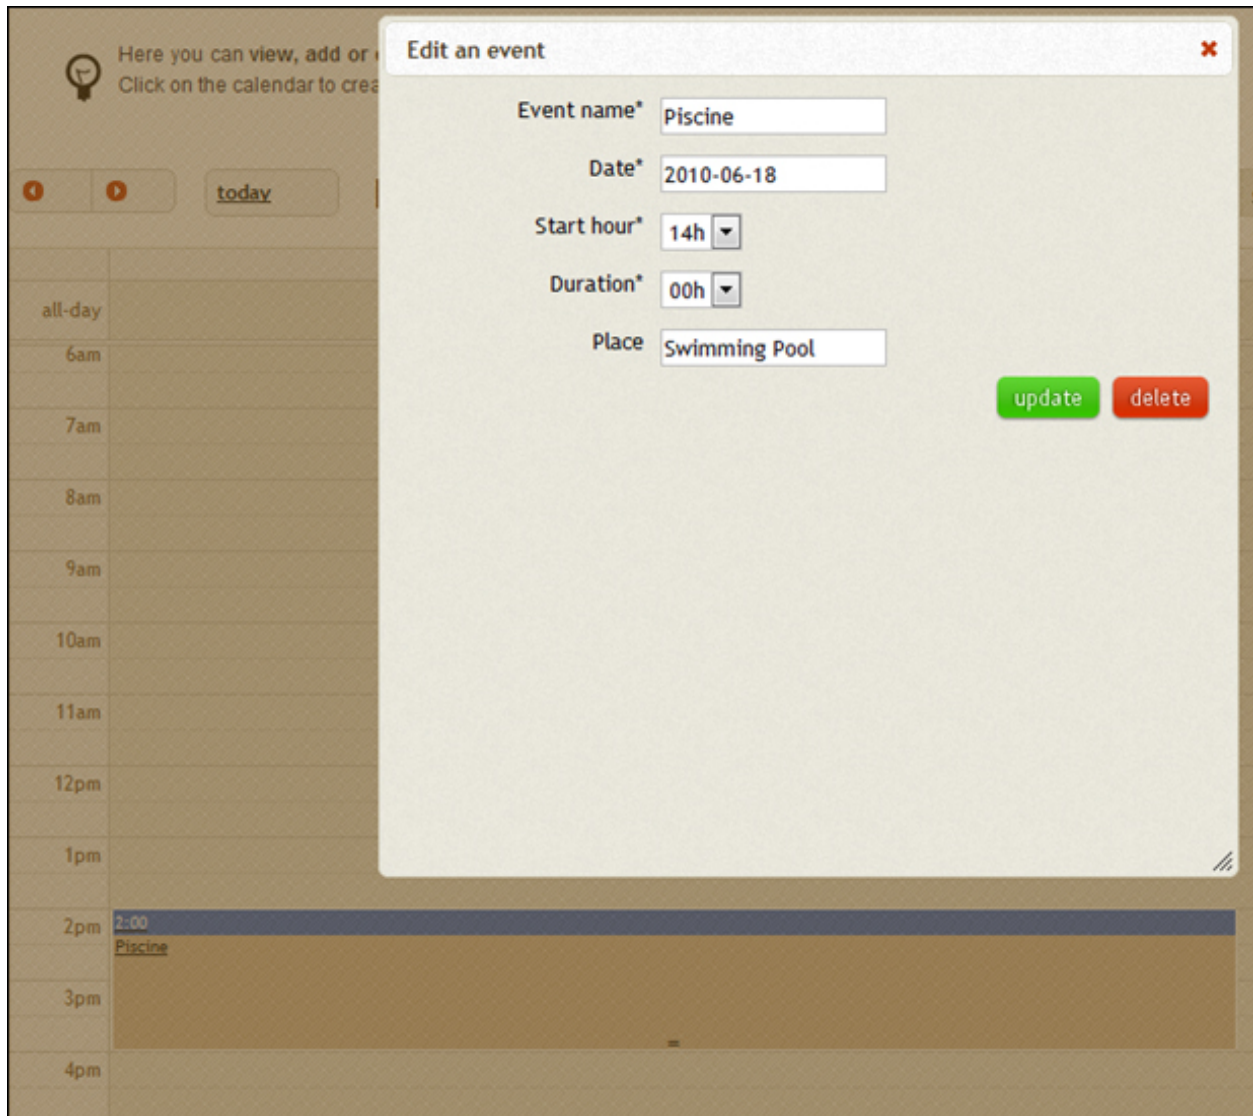 Here you can view, add or
Click on the calendar to crea
today
all-day
6am
7am
8am
9am
10am
11am
12pm
1pm
2pm
3pm
4pm
2:00
Piscine
Edit an event
Event name*
Piscine
Date*
2010-06-18
Start hour*
14h
Duration*
00h
Place
Swimming Pool
update
delete